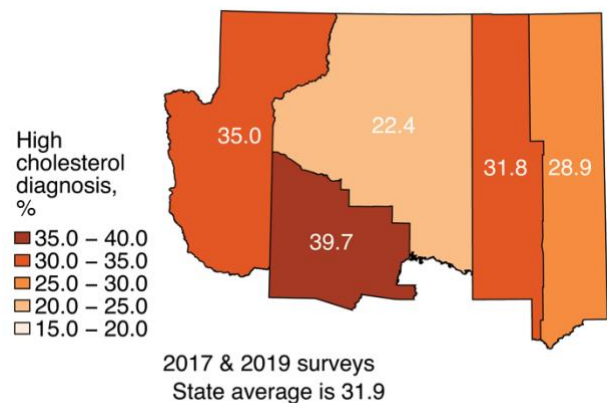 35.0
22.4
31.8
28.9
39.7
High
cholesterol
diagnosis,
%
35.0 – 40.0
30.0 – 35.0
25.0 – 30.0
20.0 – 25.0
15.0 – 20.0
2017 & 2019 surveys
State average is 31.9